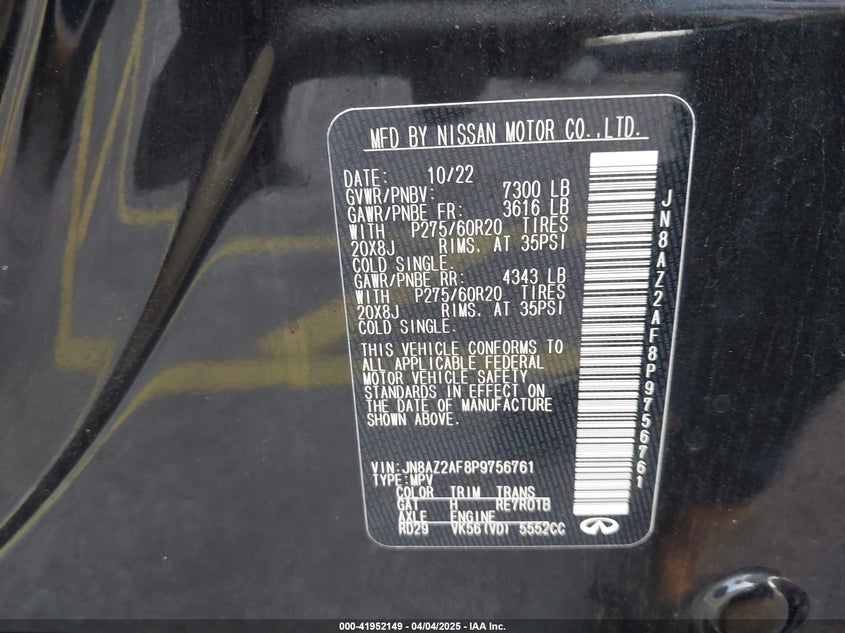 MFD BY NISSAN MOTOR CO.,LTD.
DATE: 10/22
GVWR/PNBV: 7300 LB
GAWR/PNBE FR: 3616 LB
WITH P275/60R20 TIRES
20X8J RIMS, AT 35PSI
COLD SINGLE.
GAWR/PNBE RR: 4343 LB
WITH P275/60R20 TIRES
20X8J RIMS, AT 35PSI
COLD SINGLE.
THIS VEHICLE CONFORMS TO
ALL APPLICABLE FEDERAL
MOTOR VEHICLE SAFETY
STANDARDS IN EFFECT ON
THE DATE OF MANUFACTURE
SHOWN ABOVE.
VIN:JN8AZ2AF8P9756761
TYPE:MPV
COLOR TRIM TRANS
GAT H RE7R01B
AXLE ENGINE
RD29 VK56(VD) 5552CC
JN8AZ2AF8P9756761
000-41952149 - 04/04/2025 - IAA Inc.